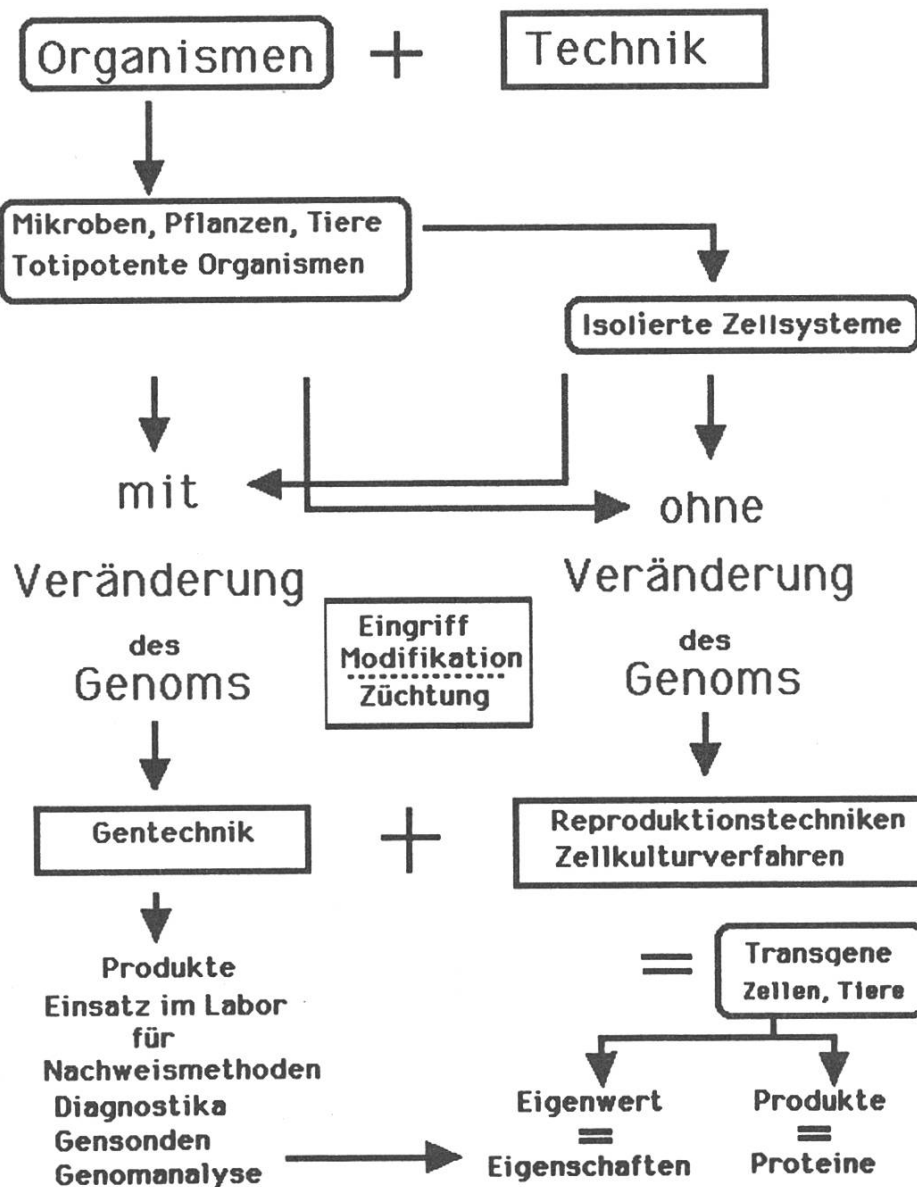 Organismen + Technik
Mikroben, Pflanzen, Tiere
Totipotente Organismen
Isolierte Zellsysteme
mit
ohne
Veränderung
des
Genoms
Veränderung
des
Genoms
Eingriff
Modifikation
Züchtung
Gentechnik
+
Reproduktionstechniken
Zellkulturverfahren
Produkte
Einsatz im Labor
für
Nachweismethoden
Diagnostika
Gensonden
Genomanalyse
=
Transgene
Zellen, Tiere
Eigenwert
=
Eigenschaften
Produkte
=
Proteine